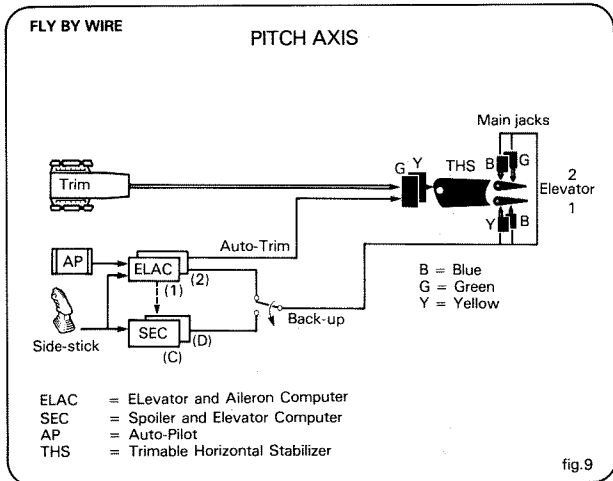 FLY BY WIRE
PITCH AXIS
Main jacks
G Y THS B G
Trim
2
Elevator
1
Y B
Auto-Trim
AP
ELAC
(1) (2)
B = Blue
G = Green
Y = Yellow
Back-up
Side-stick
SEC
(C) (D)
ELAC = ELevator and Aileron Computer
SEC = Spoiler and Elevator Computer
AP = Auto-Pilot
THS = Trimable Horizontal Stabilizer
fig.9